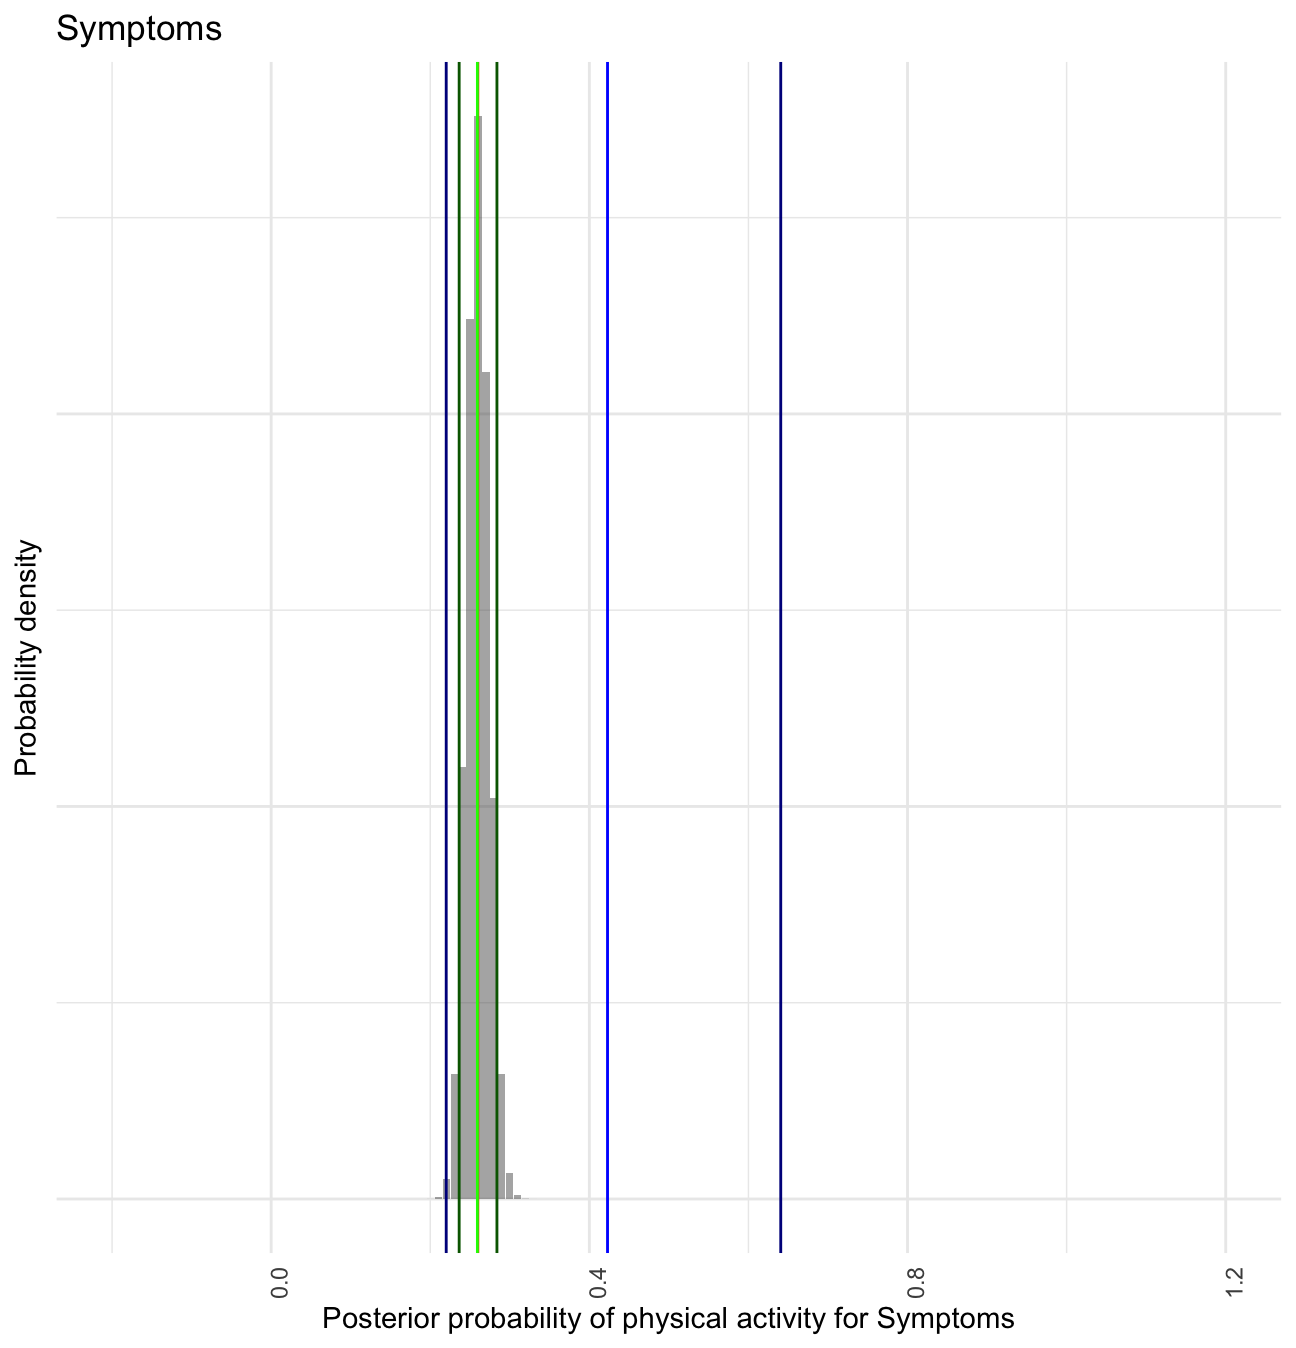 Symptoms
Probability density
0.0
0.4
0.8
1.2
Posterior probability of physical activity for Symptoms